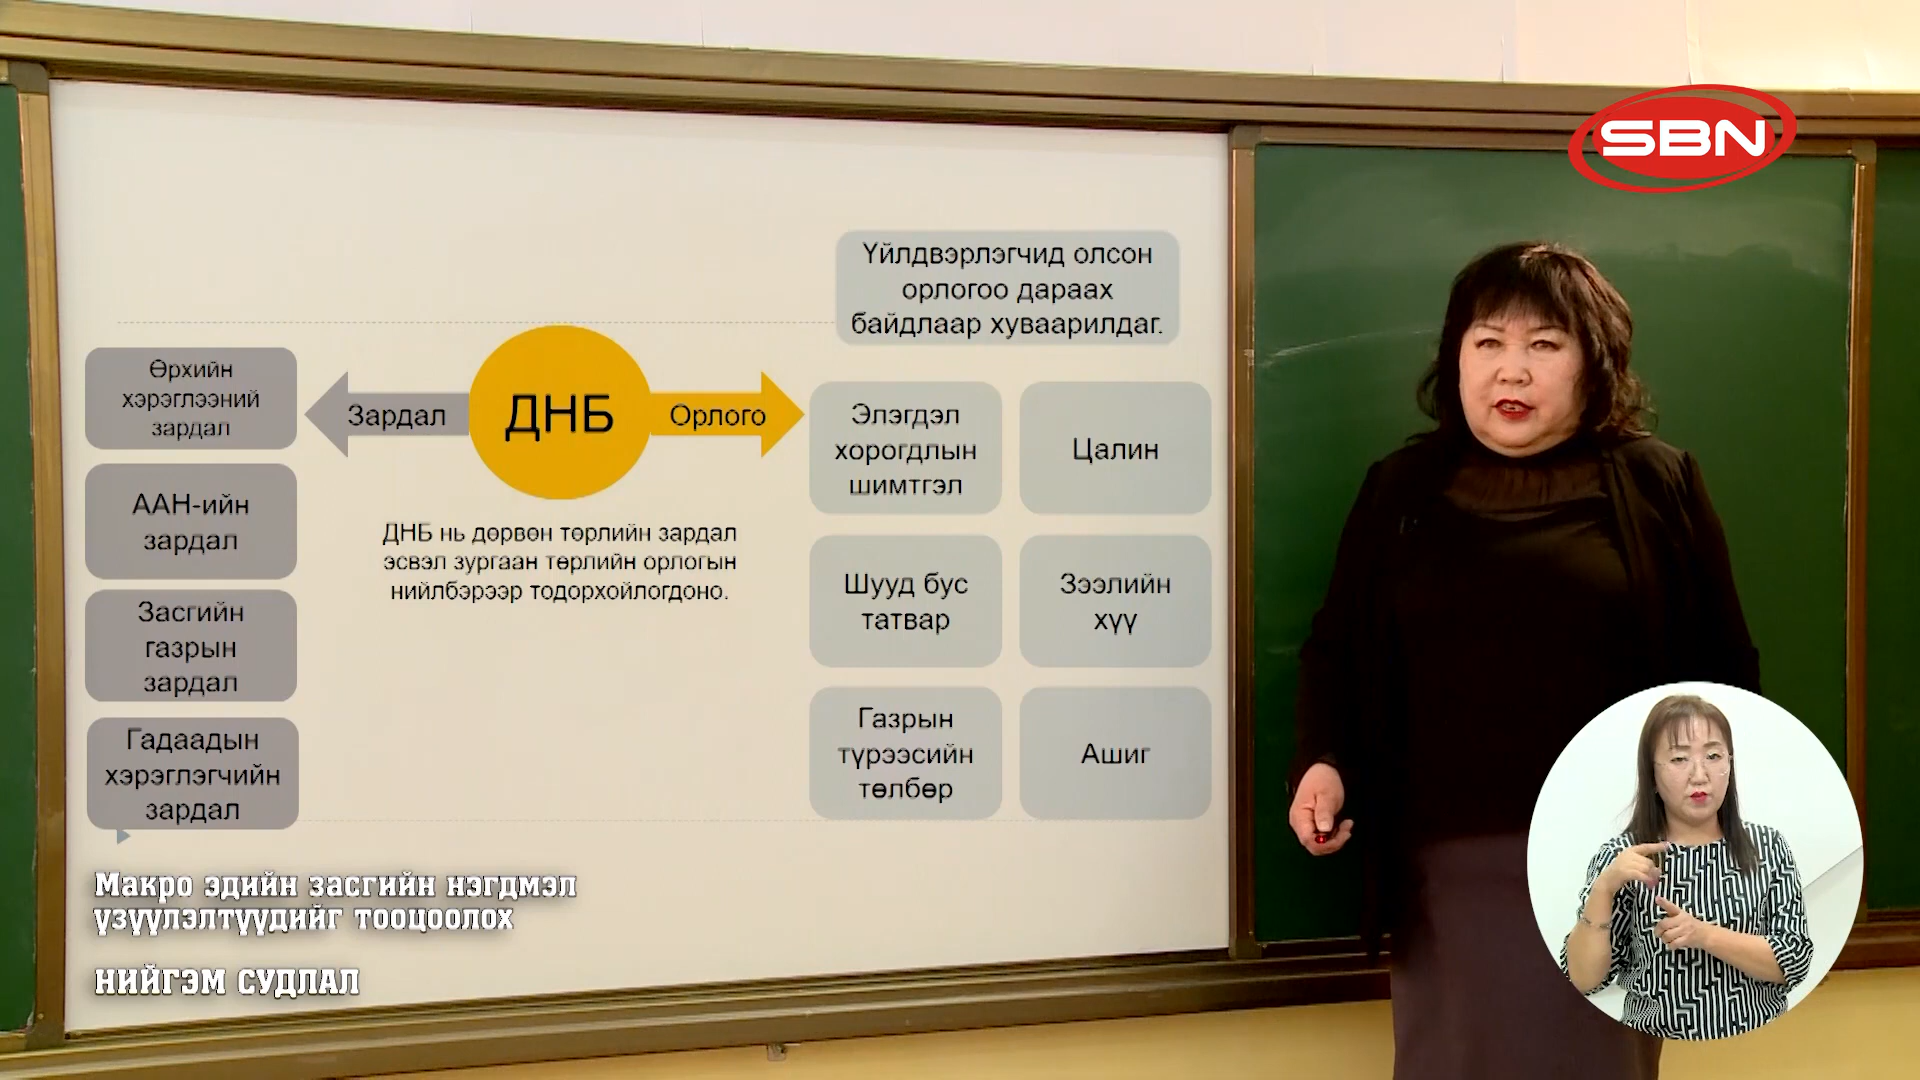 SBN
Үйлдвэрлэгчид олсон
орлогоо дараах
байдлаар хуваарилдаг.
Өрхийн
хэрэглээний
зардал
Зардал
ДНБ
Орлого
ААН-ийн
зардал
Засгийн
газрын
зардал
Гадаадын
хэрэглэгчийн
зардал
ДНБ нь дөрвөн төрлийн зардал
эсвэл зургаан төрлийн орлогын
нийлбэрээр тодорхойлогдоно.
Элэгдэл
хорогдлын
шимтгэл
Цалин
Шууд бус
татвар
Зээлийн
хүү
Газрын
түрээсийн
төлбөр
Ашиг
Макро эдийн засгийн нэгдмэл
үзүүлэлтүүдийг тооцоолох
НИЙГЭМ СУДЛАЛ